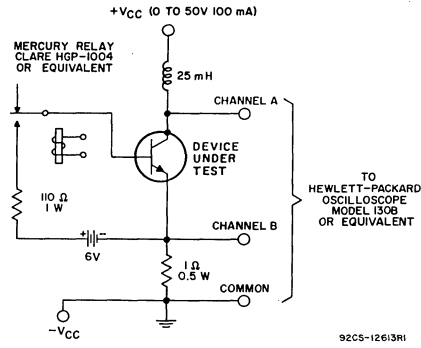 +VCC (0 TO 50V 100 mA)
MERCURY RELAY
CLARE HGP-1004
OR EQUIVALENT
25 mH
CHANNEL A
DEVICE
UNDER
TEST
TO
HEWLETT-PACKARD
OSCILLOSCOPE
MODEL 130B
OR EQUIVALENT
110 Ω
1 W
+ -
6V
CHANNEL B
1 Ω
0.5 W
COMMON
-VCC
92CS-12613R1